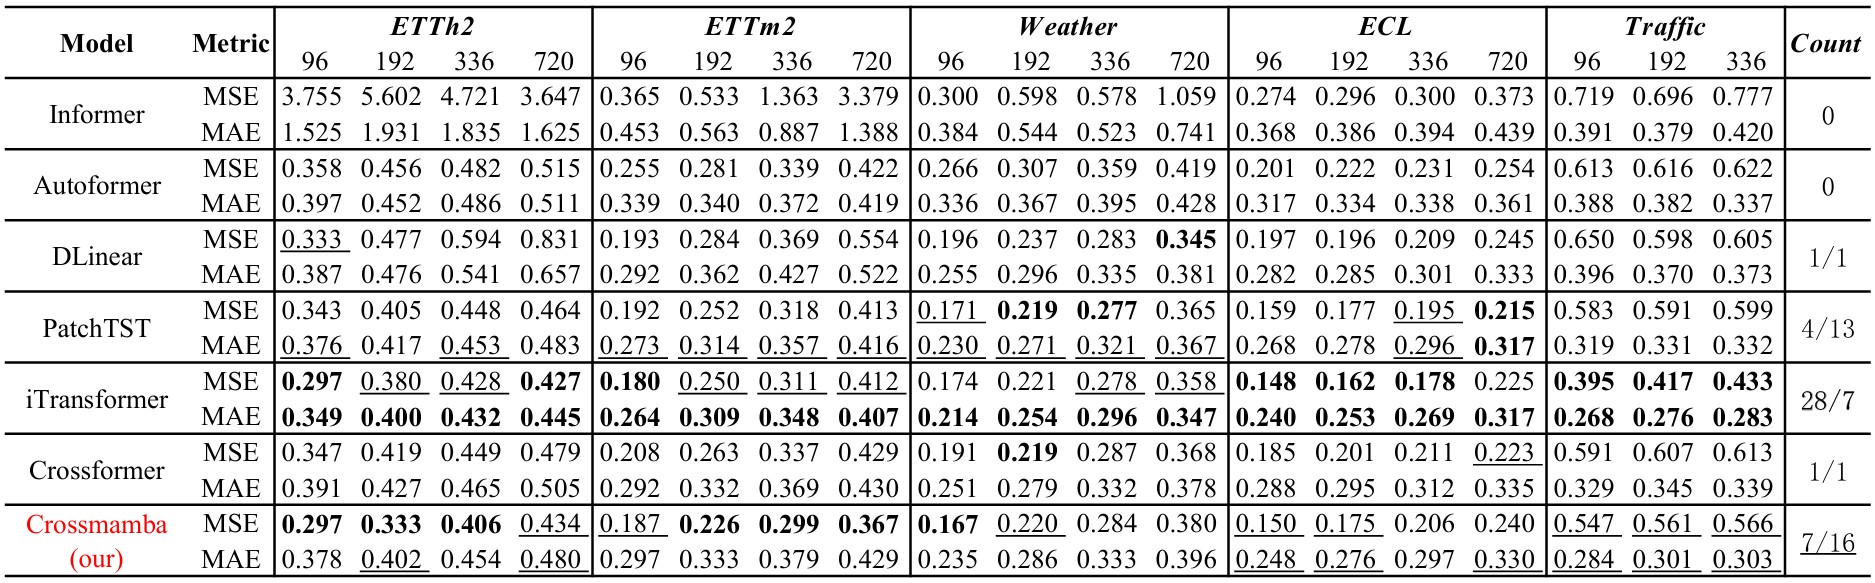 Model Metric ETTh2 ETTm2 Weather ECL Traffic Count
96 192 336 720 96 192 336 720 96 192 336 720 96 192 336 720 96 192 336
Informer MSE 3.755 5.602 4.721 3.647 0.365 0.533 1.363 3.379 0.300 0.598 0.578 1.059 0.274 0.296 0.300 0.373 0.719 0.696 0.777 0
MAE 1.525 1.931 1.835 1.625 0.453 0.563 0.887 1.388 0.384 0.544 0.523 0.741 0.368 0.386 0.394 0.439 0.391 0.379 0.420
Autoformer MSE 0.358 0.456 0.482 0.515 0.255 0.281 0.339 0.422 0.266 0.307 0.359 0.419 0.201 0.222 0.231 0.254 0.613 0.616 0.622 0
MAE 0.397 0.452 0.486 0.511 0.339 0.340 0.372 0.419 0.336 0.367 0.395 0.428 0.317 0.334 0.338 0.361 0.388 0.382 0.337
DLinear MSE 0.333 0.477 0.594 0.831 0.193 0.284 0.369 0.554 0.196 0.237 0.283 0.345 0.197 0.196 0.209 0.245 0.650 0.598 0.605 1/1
MAE 0.387 0.476 0.541 0.657 0.292 0.362 0.427 0.522 0.255 0.296 0.335 0.381 0.282 0.285 0.301 0.333 0.396 0.370 0.373
PatchTST MSE 0.343 0.405 0.448 0.464 0.192 0.252 0.318 0.413 0.171 0.219 0.277 0.365 0.159 0.177 0.195 0.215 0.583 0.591 0.599 4/13
MAE 0.376 0.417 0.453 0.483 0.273 0.314 0.357 0.416 0.230 0.271 0.321 0.367 0.268 0.278 0.296 0.317 0.319 0.331 0.332
iTransformer MSE 0.297 0.380 0.428 0.427 0.180 0.250 0.311 0.412 0.174 0.221 0.278 0.358 0.148 0.162 0.178 0.225 0.395 0.417 0.433 28/7
MAE 0.349 0.400 0.432 0.445 0.264 0.309 0.348 0.407 0.214 0.254 0.296 0.347 0.240 0.253 0.269 0.317 0.268 0.276 0.283
Crossformer MSE 0.347 0.419 0.449 0.479 0.208 0.263 0.337 0.429 0.191 0.219 0.287 0.368 0.185 0.201 0.211 0.223 0.591 0.607 0.613 1/1
MAE 0.391 0.427 0.465 0.505 0.292 0.332 0.369 0.430 0.251 0.279 0.332 0.378 0.288 0.295 0.312 0.335 0.329 0.345 0.339
Crossmamba MSE 0.297 0.333 0.406 0.434 0.187 0.226 0.299 0.367 0.167 0.220 0.284 0.380 0.150 0.175 0.206 0.240 0.547 0.561 0.566 7/16
(our) MAE 0.378 0.402 0.454 0.480 0.297 0.333 0.379 0.429 0.235 0.286 0.333 0.396 0.248 0.276 0.297 0.330 0.284 0.301 0.303